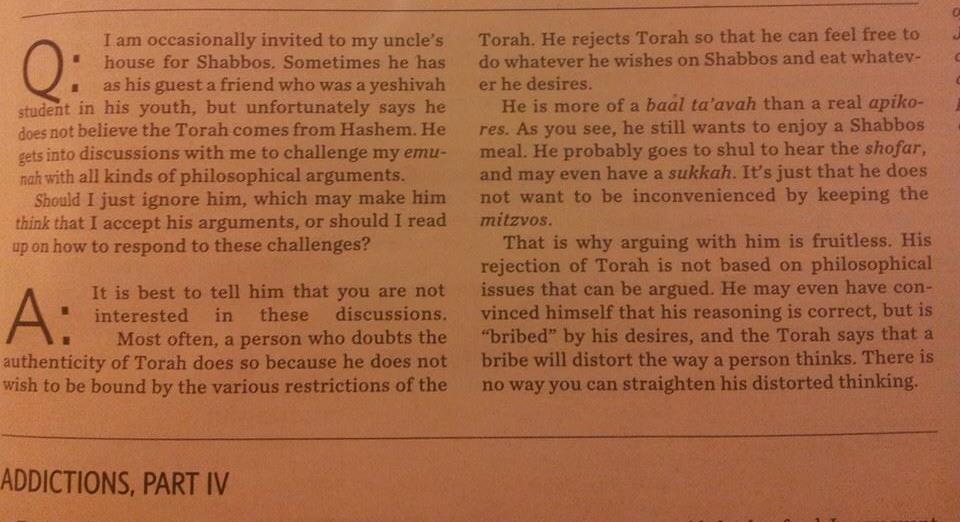 Q:
I am occasionally invited to my uncle's
house for Shabbos. Sometimes he has
as his guest a friend who was a yeshivah
student in his youth, but unfortunately says he
does not believe the Torah comes from Hashem. He
gets into discussions with me to challenge my emu-
nah with all kinds of philosophical arguments.
Should I just ignore him, which may make him
think that I accept his arguments, or should I read
up on how to respond to these challenges?
A:
It is best to tell him that you are not
interested in these discussions.
Most often, a person who doubts the
authenticity of Torah does so because he does not
wish to be bound by the various restrictions of the
Torah. He rejects Torah so that he can feel free to
do whatever he wishes on Shabbos and eat whatev-
er he desires.
He is more of a baal ta'avah than a real apiko-
res. As you see, he still wants to enjoy a Shabbos
meal. He probably goes to shul to hear the shofar,
and may even have a sukkah. It's just that he does
not want to be inconvenienced by keeping the
mitzvos.
That is why arguing with him is fruitless. His
rejection of Torah is not based on philosophical
issues that can be argued. He may even have con-
vinced himself that his reasoning is correct, but is
"bribed" by his desires, and the Torah says that a
bribe will distort the way a person thinks. There is
no way you can straighten his distorted thinking.
ADDICTIONS, PART IV